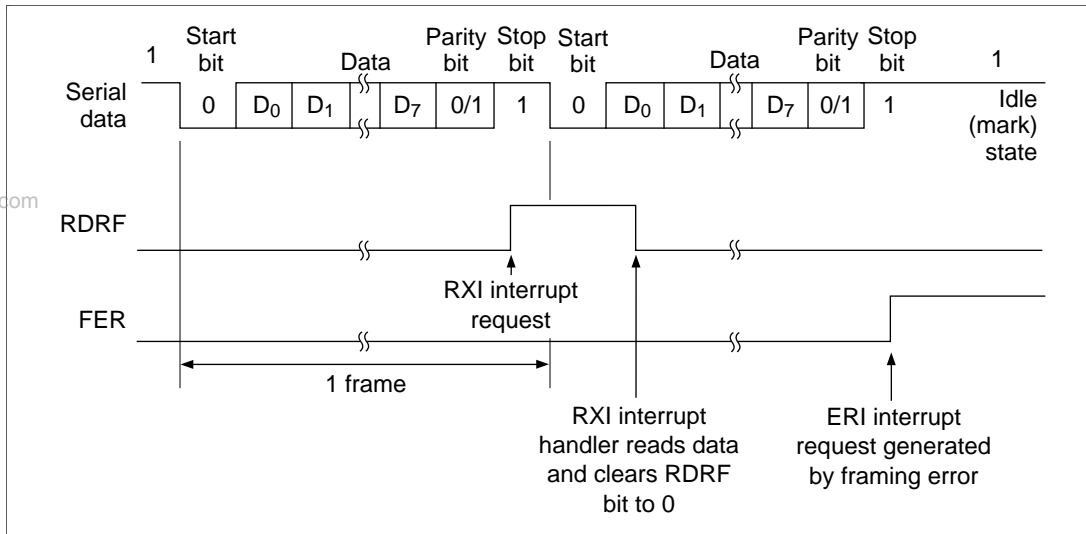 1 Start bit Data Parity bit Stop bit Start bit Data Parity bit Stop bit 1
Serial data 0 D₀ D₁ D₇ 0/1 1 0 D₀ D₁ D₇ 0/1 1 Idle (mark) state
com
RDRF
RXI interrupt
request
FER
1 frame
RXI interrupt
handler reads data
and clears RDRF
bit to 0
ERI interrupt
request generated
by framing error